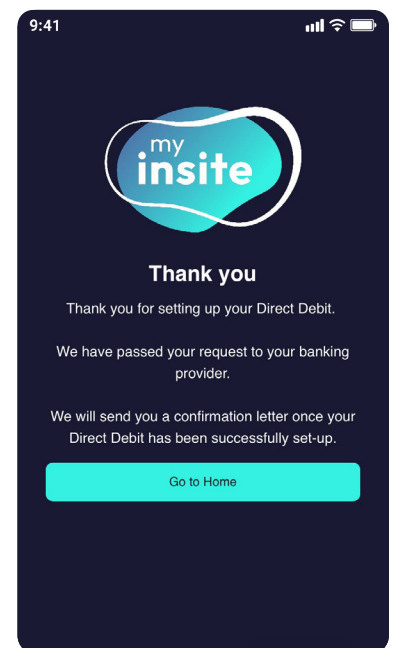 9:41
my
insite
Thank you
Thank you for setting up your Direct Debit.
We have passed your request to your banking
provider.
We will send you a confirmation letter once your
Direct Debit has been successfully set-up.
Go to Home